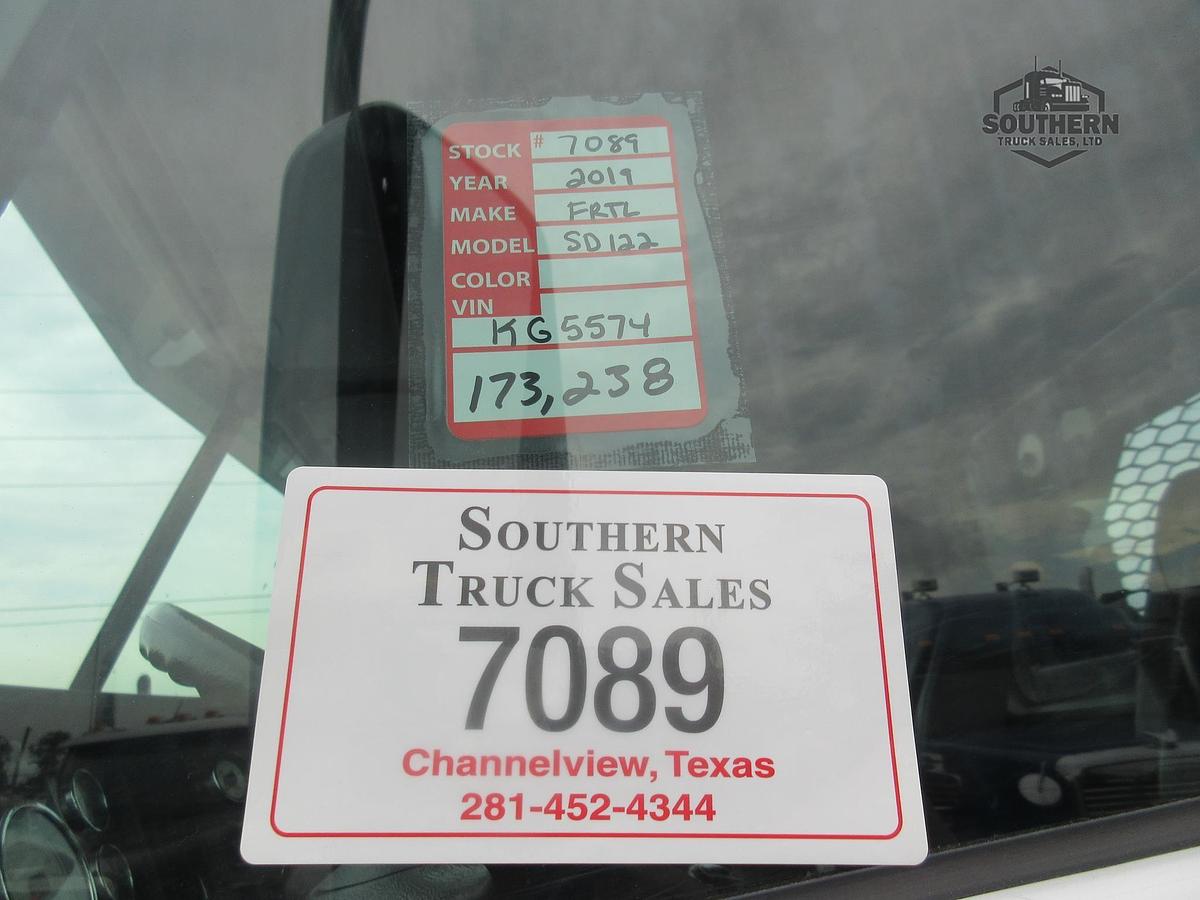 SOUTHERN
TRUCK SALES, LTD
STOCK # 7089
YEAR 2019
MAKE FRTL
MODEL SD122
COLOR
VIN
KG5574
173,238
SOUTHERN
TRUCK SALES
7089
Channelview, Texas
281-452-4344